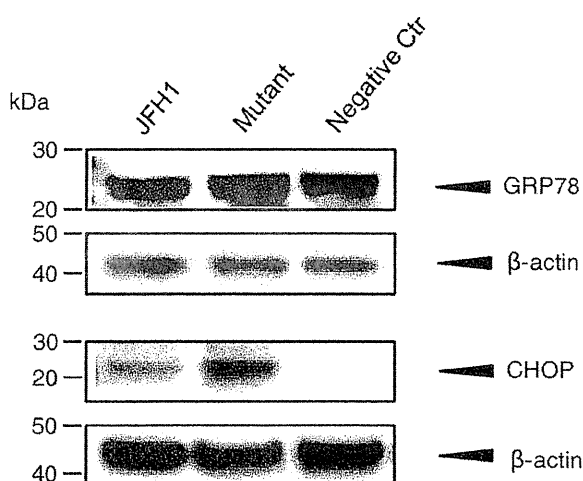 kDa
JFH1
Mutant
Negative Ctr
30
20
GRP78
50
40
β-actin
30
20
CHOP
50
40
β-actin